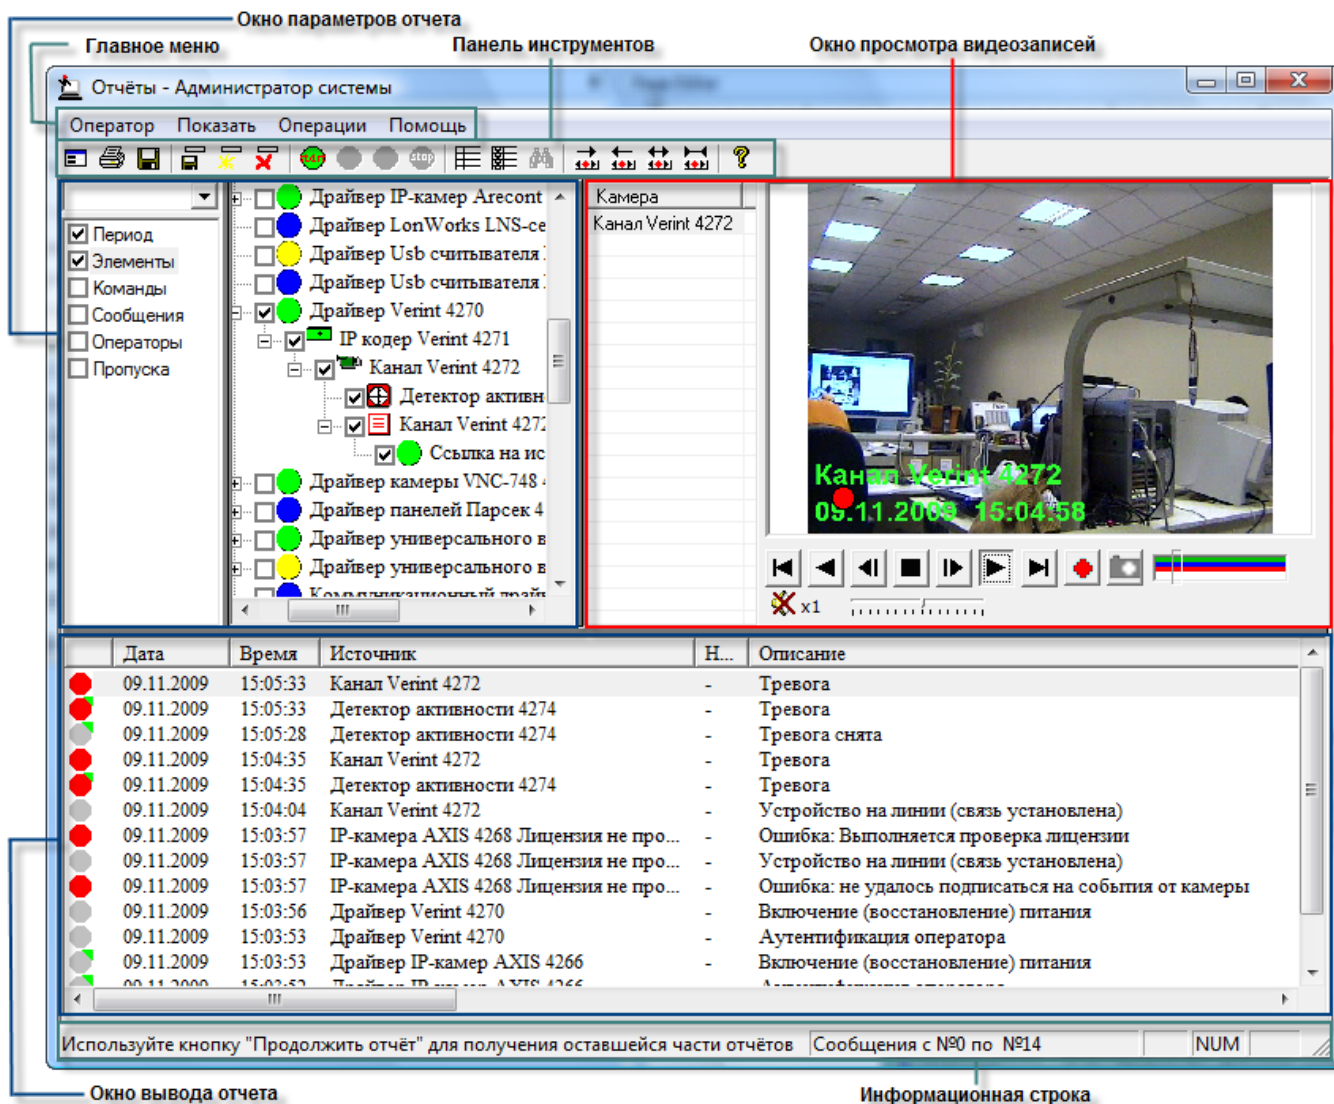 Окно параметров отчета
Главное меню
Панель инструментов
Окно просмотра видеозаписей
Отчёты - Администратор системы
Оператор Показать Операции Помощь
start
stop
Период
Элементы
Команды
Сообщения
Операторы
Пропуска
Драйвер IP-камер Arecont
Драйвер LonWorks LNS-се
Драйвер Usb считывателя
Драйвер Usb считывателя
Драйвер Verint 4270
IP кодер Verint 4271
Канал Verint 4272
Детектор активн
Канал Verint 4272
Ссылка на ис
Драйвер камеры VNC-748
Драйвер панелей Парсек 4
Драйвер универсального в
Драйвер универсального в
Коммуникационный драйв
Камера
Канал Verint 4272
Канал Verint 4272
09.11.2009 15:04:58
x1
Дата Время Источник Н... Описание
09.11.2009 15:05:33 Канал Verint 4272 - Тревога
09.11.2009 15:05:33 Детектор активности 4274 - Тревога
09.11.2009 15:05:28 Детектор активности 4274 - Тревога снята
09.11.2009 15:04:35 Канал Verint 4272 - Тревога
09.11.2009 15:04:35 Детектор активности 4274 - Тревога
09.11.2009 15:04:04 Канал Verint 4272 - Устройство на линии (связь установлена)
09.11.2009 15:03:57 IP-камера AXIS 4268 Лицензия не про... - Ошибка: Выполняется проверка лицензии
09.11.2009 15:03:57 IP-камера AXIS 4268 Лицензия не про... - Устройство на линии (связь установлена)
09.11.2009 15:03:57 IP-камера AXIS 4268 Лицензия не про... - Ошибка: не удалось подписаться на события от камеры
09.11.2009 15:03:56 Драйвер Verint 4270 - Включение (восстановление) питания
09.11.2009 15:03:53 Драйвер Verint 4270 - Аутентификация оператора
09.11.2009 15:03:53 Драйвер IP-камер AXIS 4266 - Включение (восстановление) питания
Используйте кнопку "Продолжить отчёт" для получения оставшейся части отчётов Сообщения с №0 по №14 NUM
Окно вывода отчета
Информационная строка